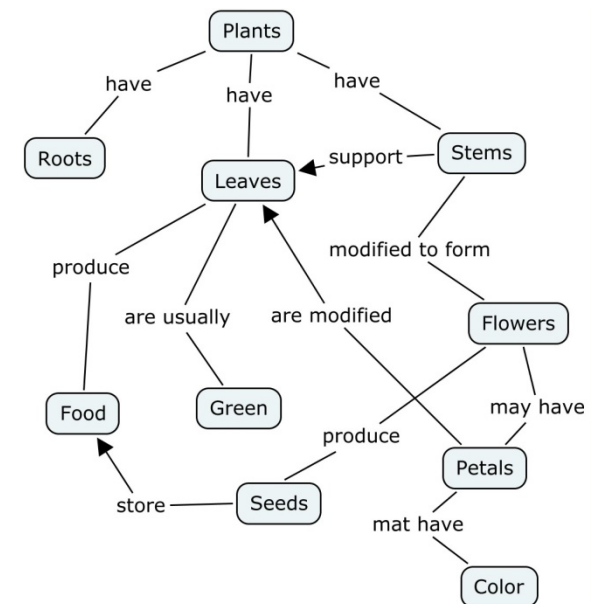 Plants
have
have
have
Roots
Leaves
support
Stems
produce
are usually
are modified
modified to form
Flowers
Food
Green
may have
produce
Petals
store
Seeds
mat have
Color